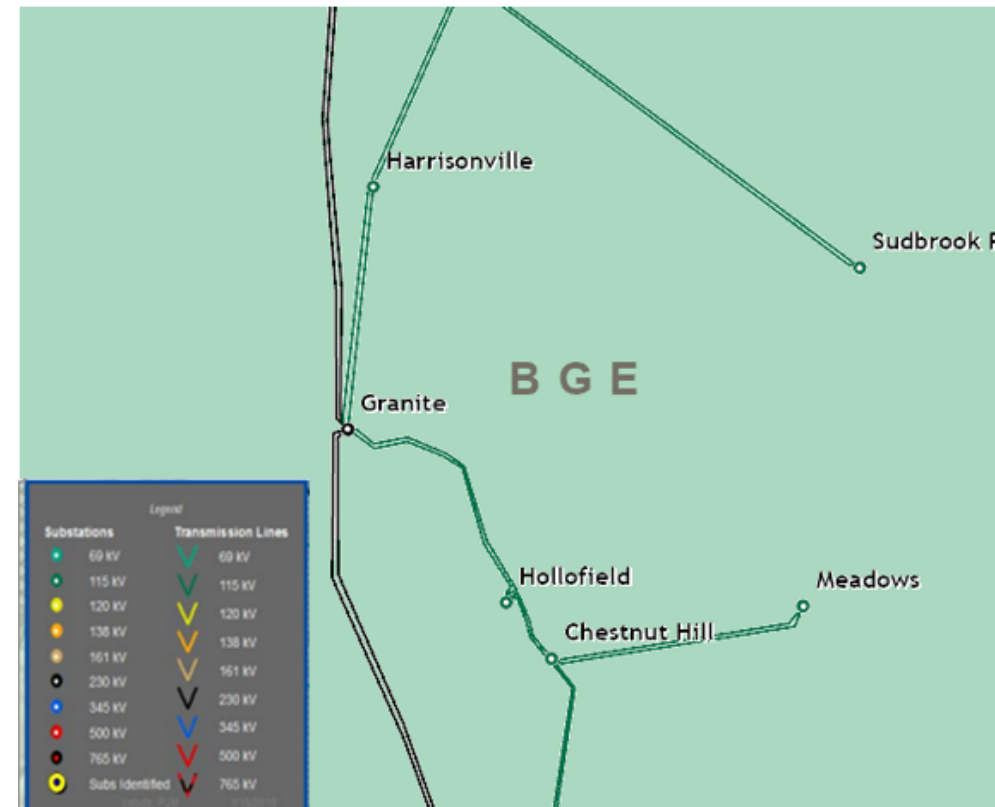 Harrisonville
Sudbrook
B G E
Granite
Hollofield
Meadows
Chestnut Hill
Legend
Substations
69 kV
115 kV
120 kV
138 kV
161 kV
230 kV
345 kV
500 kV
765 kV
Subs Identified
Transmission Lines
69 kV
115 kV
120 kV
138 kV
161 kV
230 kV
345 kV
500 kV
765 kV